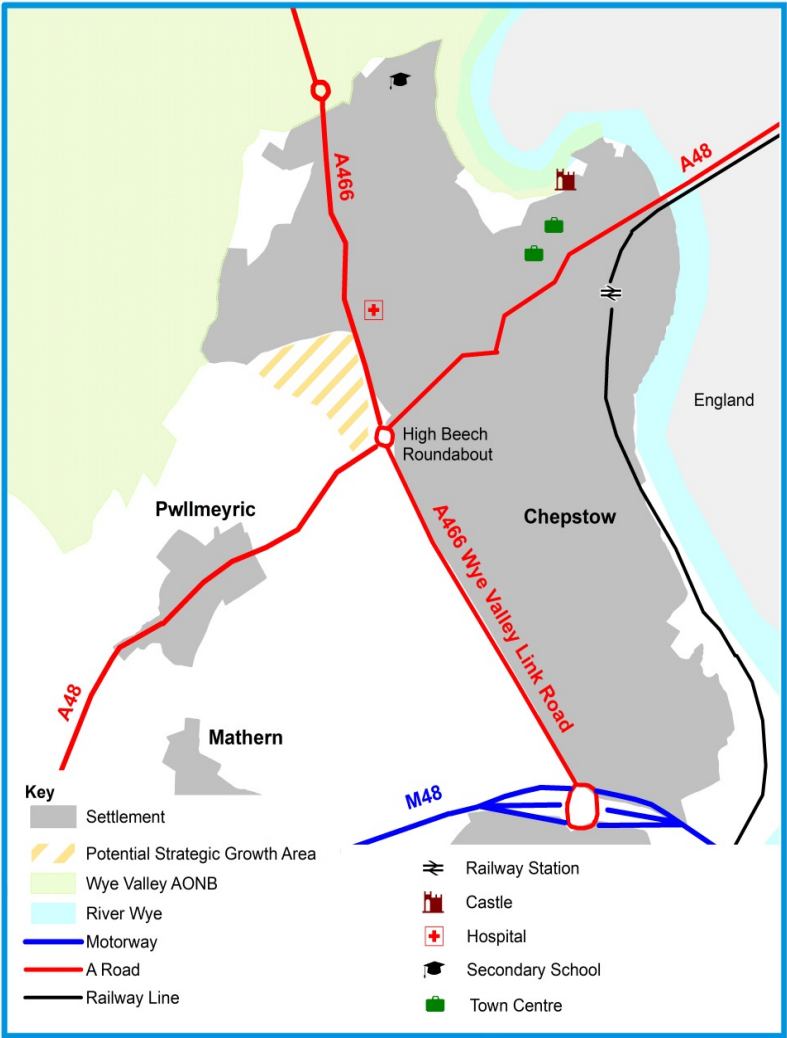 A466
A48
England
High Beech
Roundabout
Pwllmeyric
Chepstow
A466 Wye Valley Link Road
A48
Mathern
M48
Key
Settlement
Potential Strategic Growth Area
Wye Valley AONB
River Wye
Motorway
A Road
Railway Line
Railway Station
Castle
Hospital
Secondary School
Town Centre